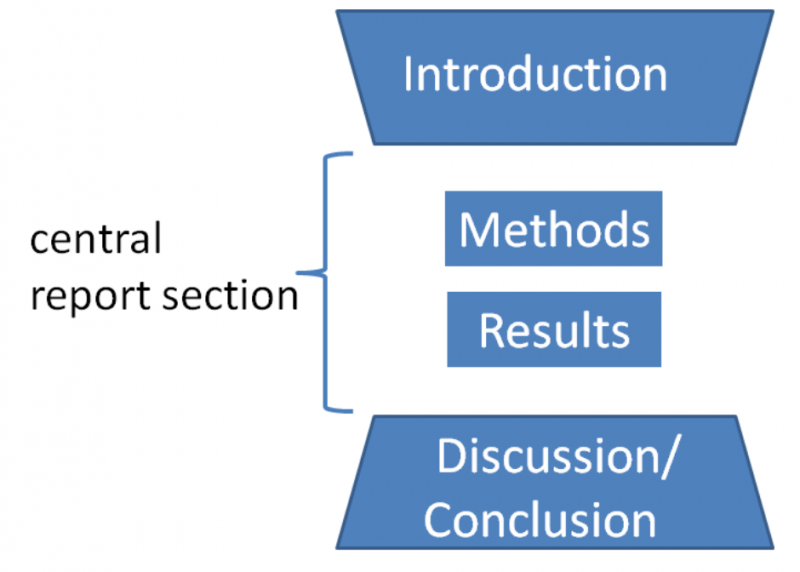 Introduction
central
report section
Methods
Results
Discussion/
Conclusion